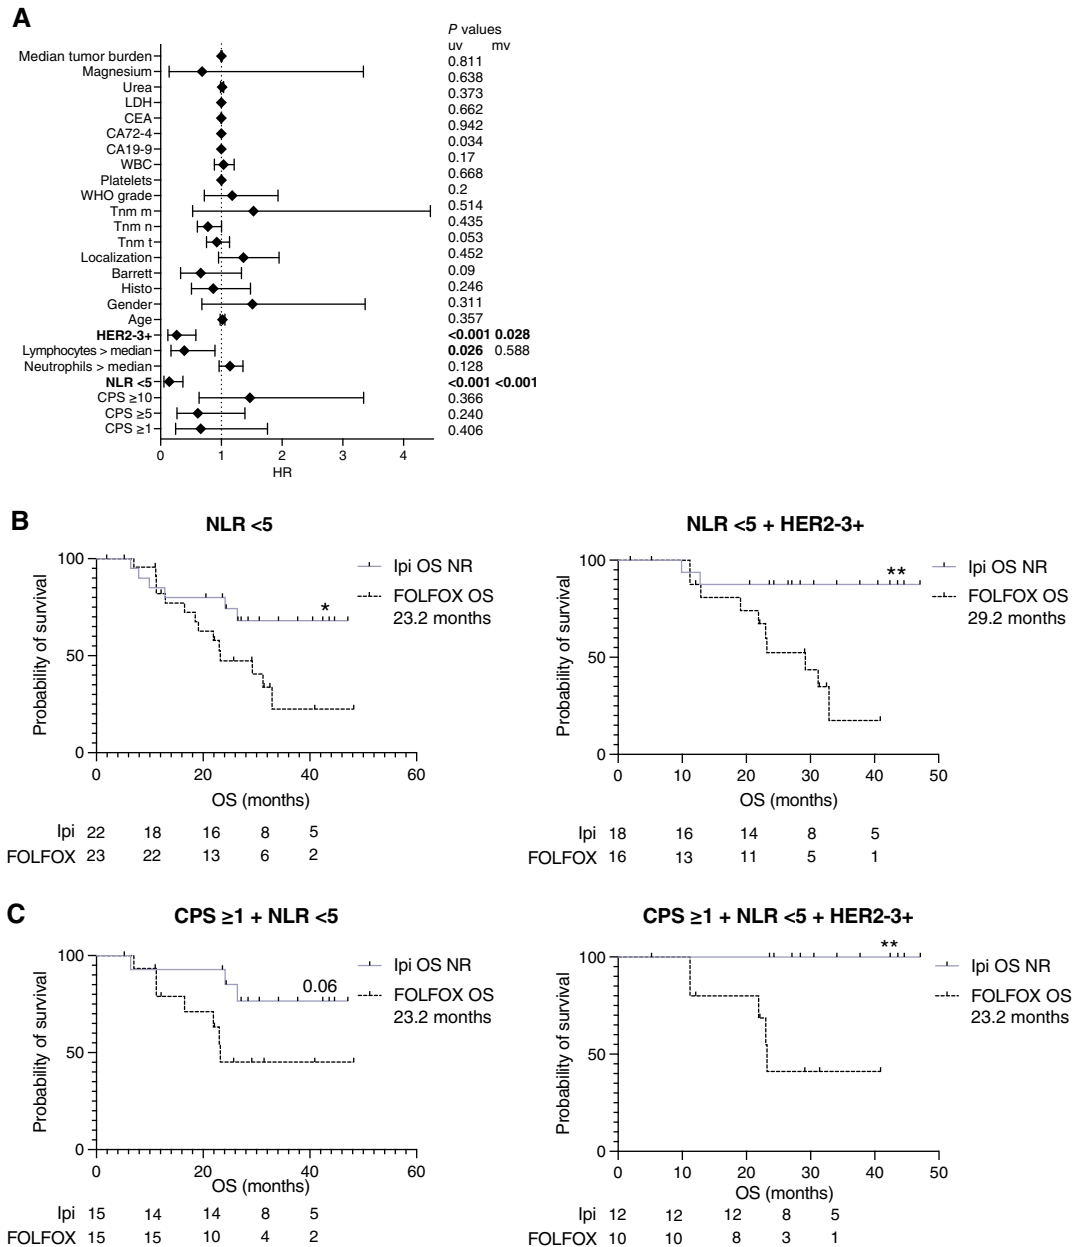 A
P values
uv mv
Median tumor burden 0.811
Magnesium 0.638
Urea 0.373
LDH 0.662
CEA 0.942
CA72-4 0.034
CA19-9 0.17
WBC 0.668
Platelets 0.2
WHO grade 0.514
Tnm m 0.435
Tnm n 0.053
Tnm t 0.452
Localization 0.09
Barrett 0.246
Histo 0.311
Gender 0.357
Age
HER2-3+ <0.001 0.028
Lymphocytes > median 0.026 0.588
Neutrophils > median 0.128
NLR <5 <0.001 <0.001
CPS ≥10 0.366
CPS ≥5 0.240
CPS ≥1 0.406
0 1 2 3 4
HR
B
NLR <5
100
50
0
Probability of survival
*
Ipi OS NR
FOLFOX OS
23.2 months
0 20 40 60
OS (months)
Ipi 22 18 16 8 5
FOLFOX 23 22 13 6 2
NLR <5 + HER2-3+
100
50
0
Probability of survival
**
Ipi OS NR
FOLFOX OS
29.2 months
0 10 20 30 40 50
OS (months)
Ipi 18 16 14 8 5
FOLFOX 16 13 11 5 1
C
CPS ≥1 + NLR <5
100
50
0
Probability of survival
0.06
Ipi OS NR
FOLFOX OS
23.2 months
0 20 40 60
OS (months)
Ipi 15 14 14 8 5
FOLFOX 15 15 10 4 2
CPS ≥1 + NLR <5 + HER2-3+
100
50
0
Probability of survival
**
Ipi OS NR
FOLFOX OS
23.2 months
0 10 20 30 40 50
OS (months)
Ipi 12 12 12 8 5
FOLFOX 10 10 8 3 1